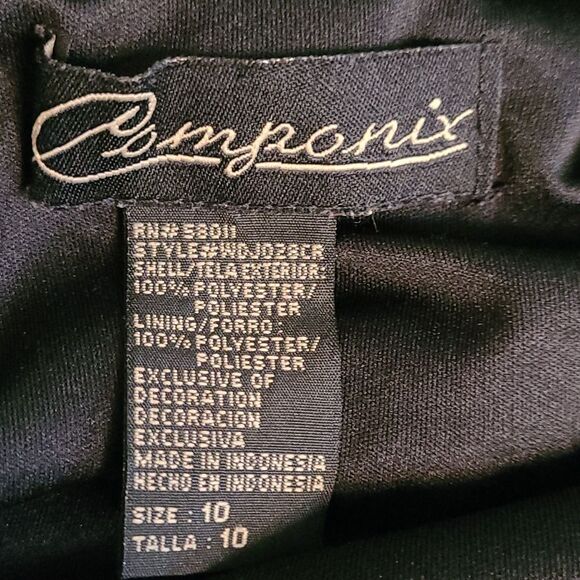 Componix
RN# 58011
STYLE#WDJD28CR
SHELL/TELA EXTERIOR:
100% POLYESTER/
POLIESTER
LINING/FORRO:
100% POLYESTER/
POLIESTER
EXCLUSIVE OF
DECORATION
DECORACION
EXCLUSIVA
MADE IN INDONESIA
HECHO EN INDONESIA
SIZE : 10
TALLA : 10